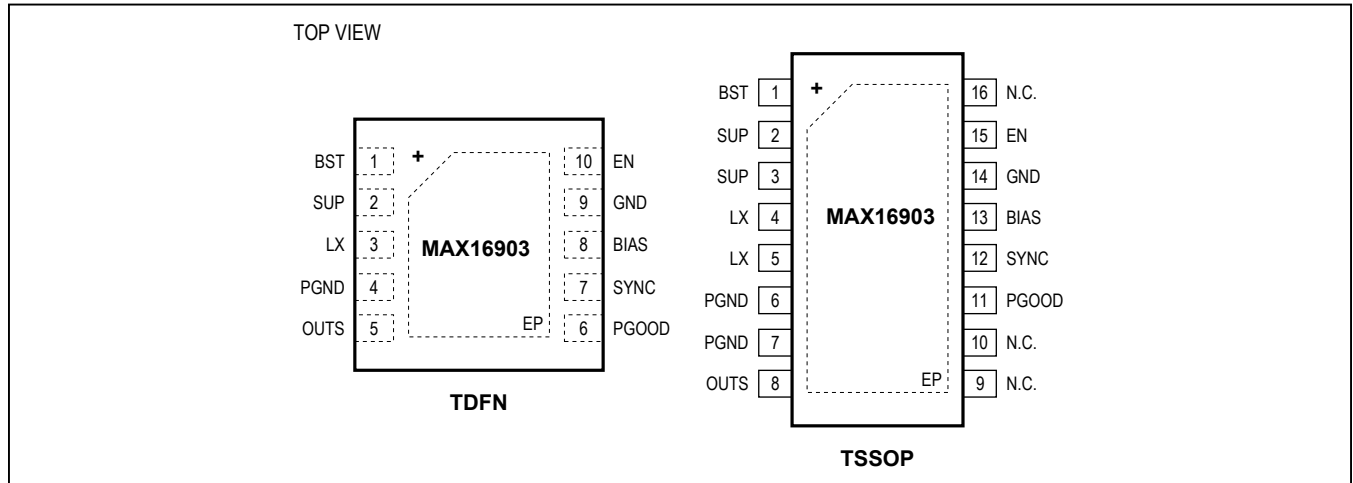 TOP VIEW
BST 1 + 10 EN
SUP 2 9 GND
LX 3 MAX16903 8 BIAS
PGND 4 7 SYNC
OUTS 5 EP 6 PGOOD
TDFN
BST 1 + 16 N.C.
SUP 2 15 EN
SUP 3 14 GND
LX 4 MAX16903 13 BIAS
LX 5 12 SYNC
PGND 6 11 PGOOD
PGND 7 10 N.C.
OUTS 8 EP 9 N.C.
TSSOP